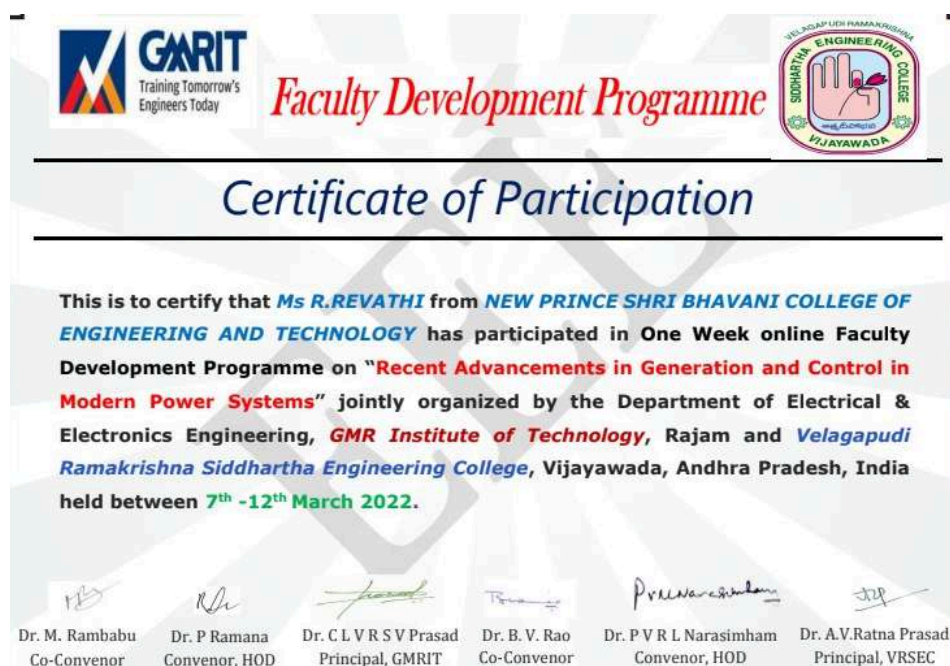 GMRIT
Training Tomorrow's
Engineers Today
Faculty Development Programme
VELAGAPUDI RAMAKRISHNA
SIDDHARTHA ENGINEERING COLLEGE
VIJAYAWADA
Certificate of Participation
EEE
This is to certify that Ms R.REVATHI from NEW PRINCE SHRI BHAVANI COLLEGE OF
ENGINEERING AND TECHNOLOGY has participated in One Week online Faculty
Development Programme on “Recent Advancements in Generation and Control in
Modern Power Systems” jointly organized by the Department of Electrical &
Electronics Engineering, GMR Institute of Technology, Rajam and Velagapudi
Ramakrishna Siddhartha Engineering College, Vijayawada, Andhra Pradesh, India
held between 7th -12th March 2022.
Dr. M. Rambabu Dr. P Ramana Dr. C L V R S V Prasad Dr. B. V. Rao Dr. P V R L Narasimham Dr. A.V.Ratna Prasad
Co-Convenor Convenor, HOD Principal, GMRIT Co-Convenor Convenor, HOD Principal, VRSEC